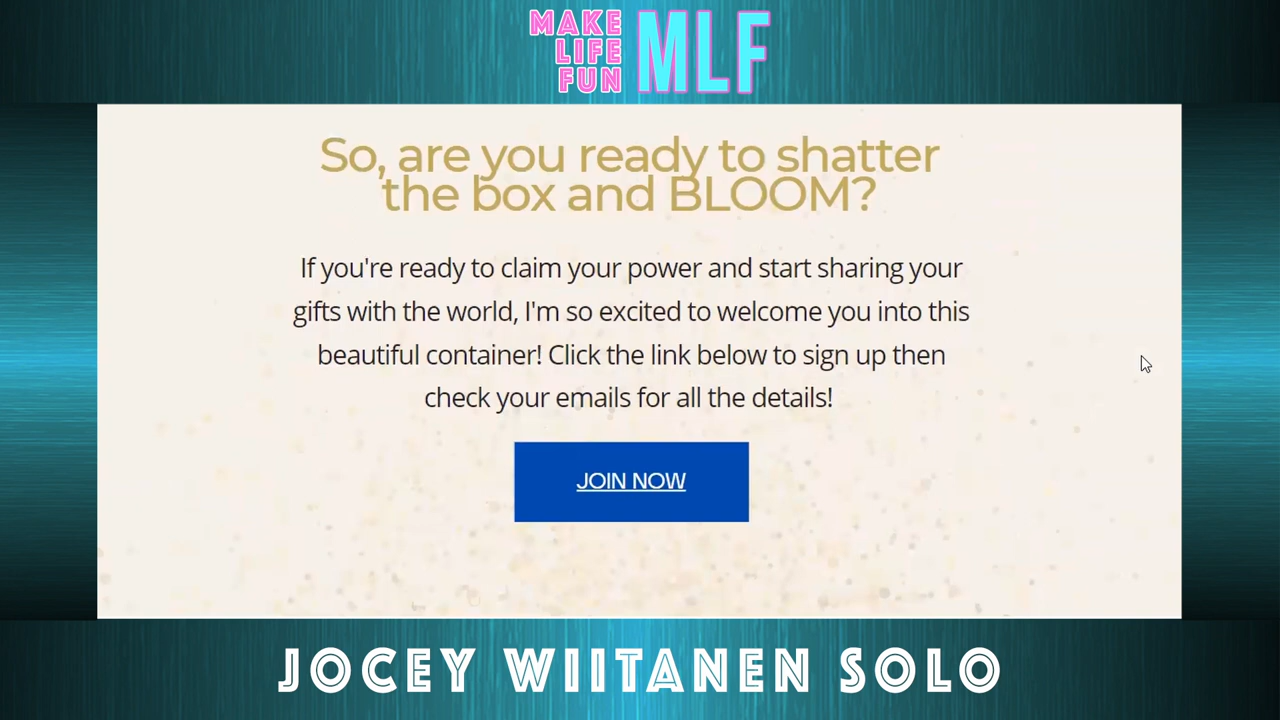 MAKE
LIFE
FUN
MLF
So, are you ready to shatter
the box and BLOOM?
If you're ready to claim your power and start sharing your
gifts with the world, I'm so excited to welcome you into this
beautiful container! Click the link below to sign up then
check your emails for all the details!
JOIN NOW
JOCEY WIITANEN SOLO